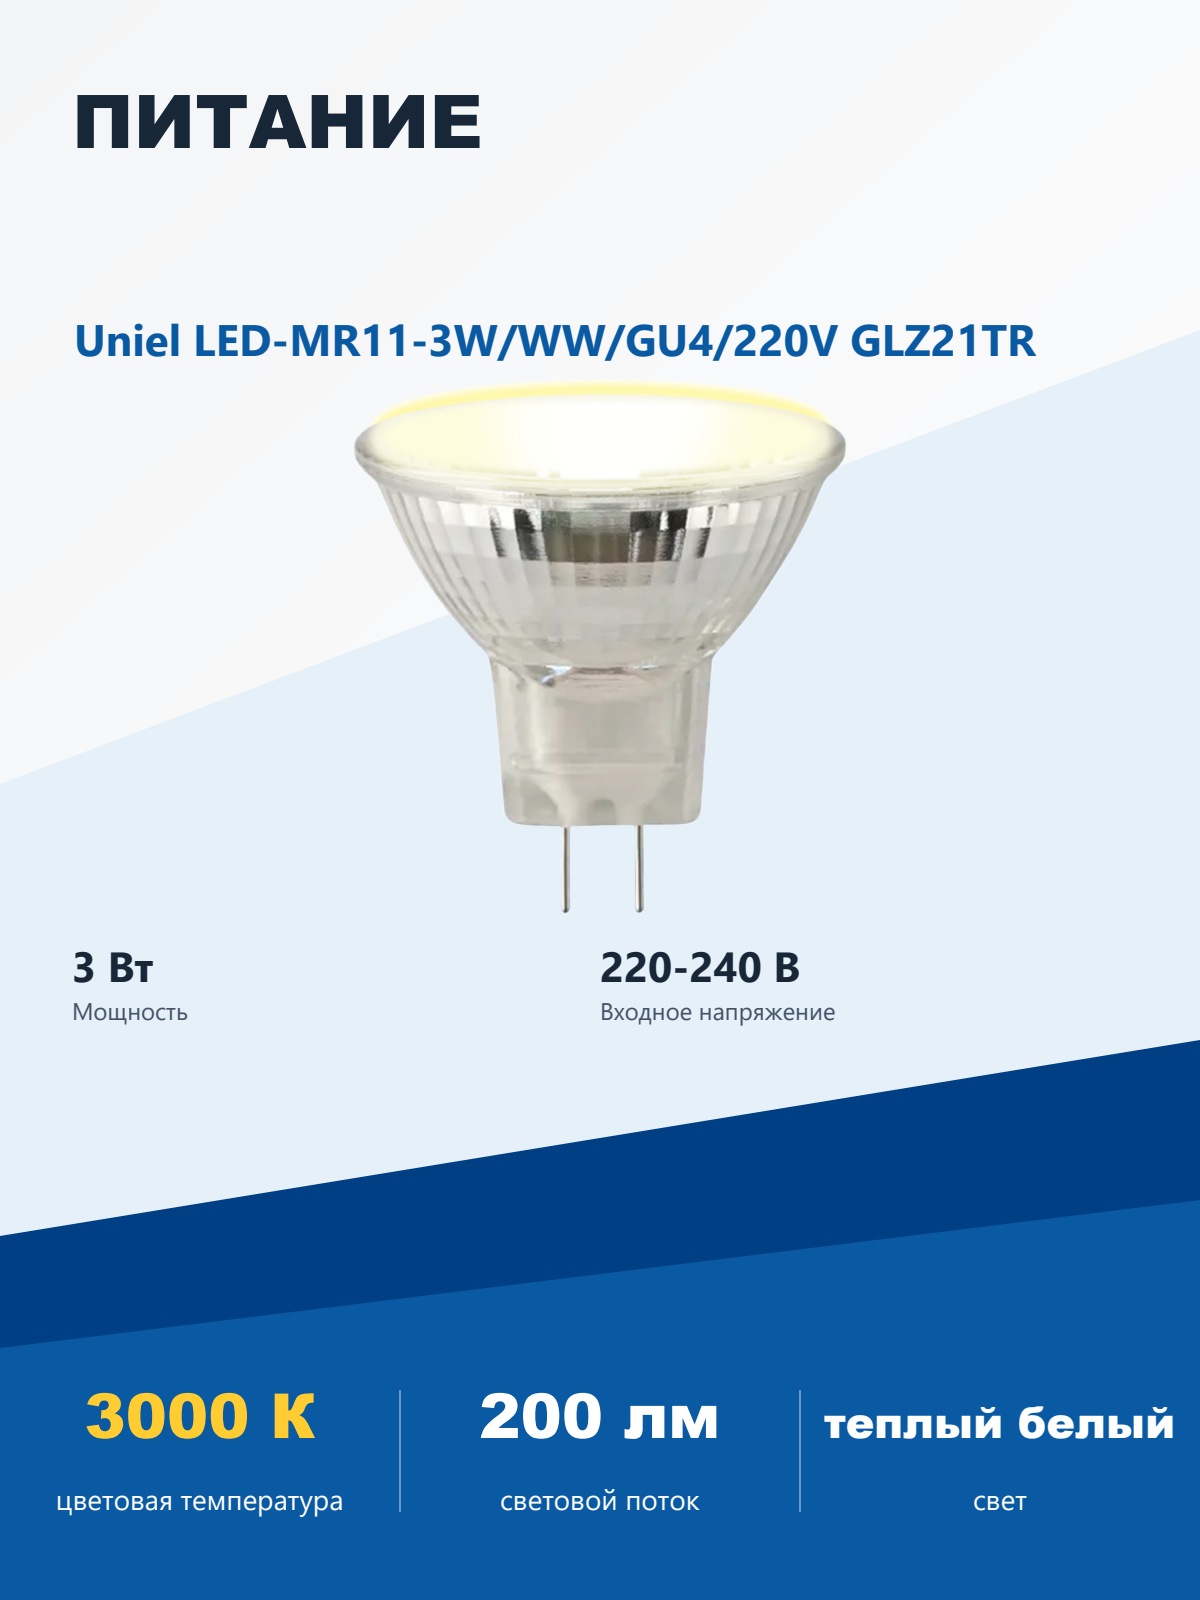 ПИТАНИЕ
Uniel LED-MR11-3W/WW/GU4/220V GLZ21TR
3 Вт
Мощность
220-240 В
Входное напряжение
3000 К
цветовая температура
200 лм
световой поток
теплый белый
свет